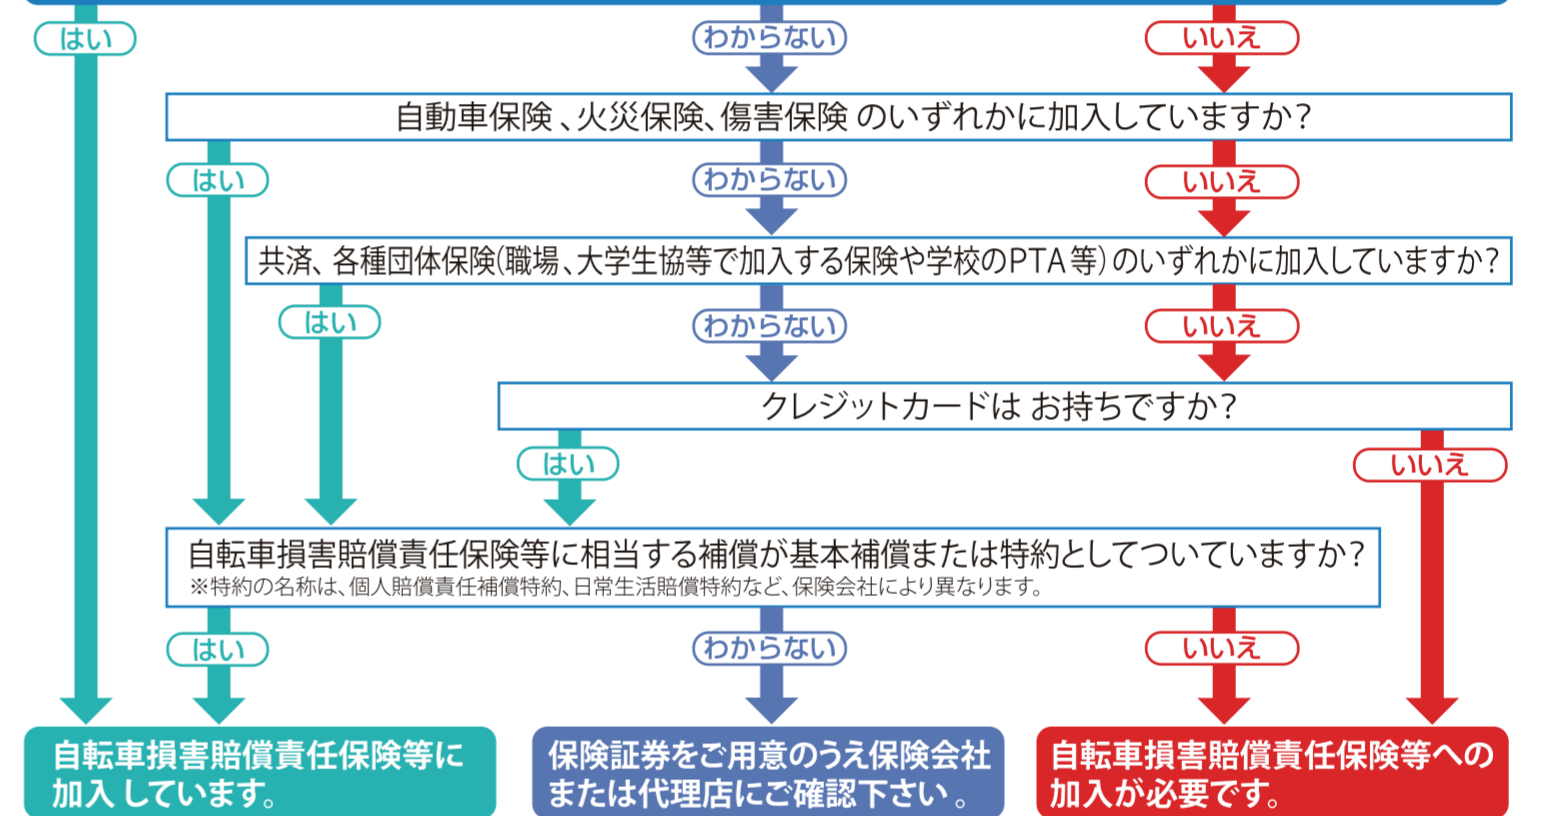 はい
わからない
いいえ
自動車保険、火災保険、傷害保険 のいずれかに加入していますか？
はい
わからない
いいえ
共済、各種団体保険(職場、大学生協等で加入する保険や学校のPTA等)のいずれかに加入していますか？
はい
わからない
いいえ
クレジットカードは お持ちですか？
はい
いいえ
自転車損害賠償責任保険等に相当する補償が基本補償または特約としてついていますか？
※特約の名称は、個人賠償責任補償特約、日常生活賠償特約など、保険会社により異なります。
はい
わからない
いいえ
自転車損害賠償責任保険等に
加入しています。
保険証券をご用意のうえ保険会社
または代理店にご確認下さい。
自転車損害賠償責任保険等への
加入が必要です。